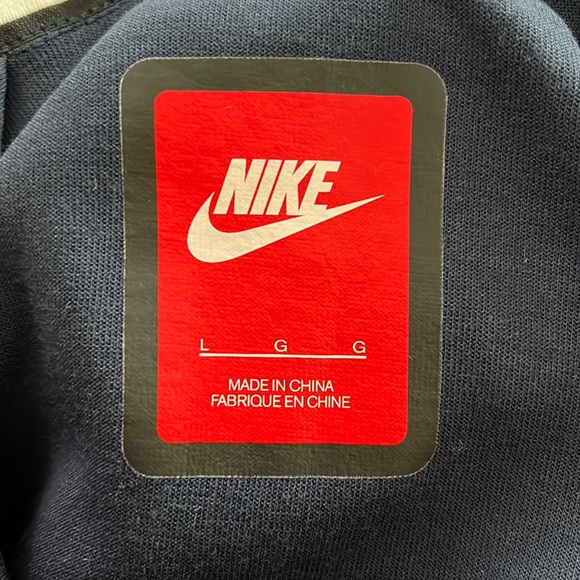 NIKE
L G G
MADE IN CHINA
FABRIQUE EN CHINE